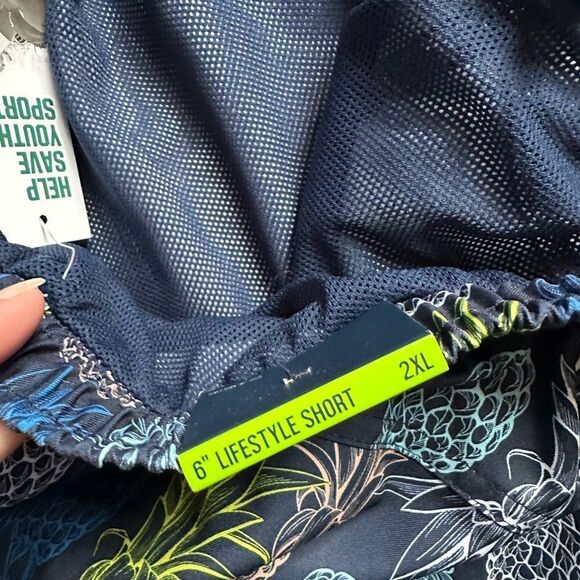 HELP
SAVE
YOUTH
SPORT
6" LIFESTYLE SHORT 2XL